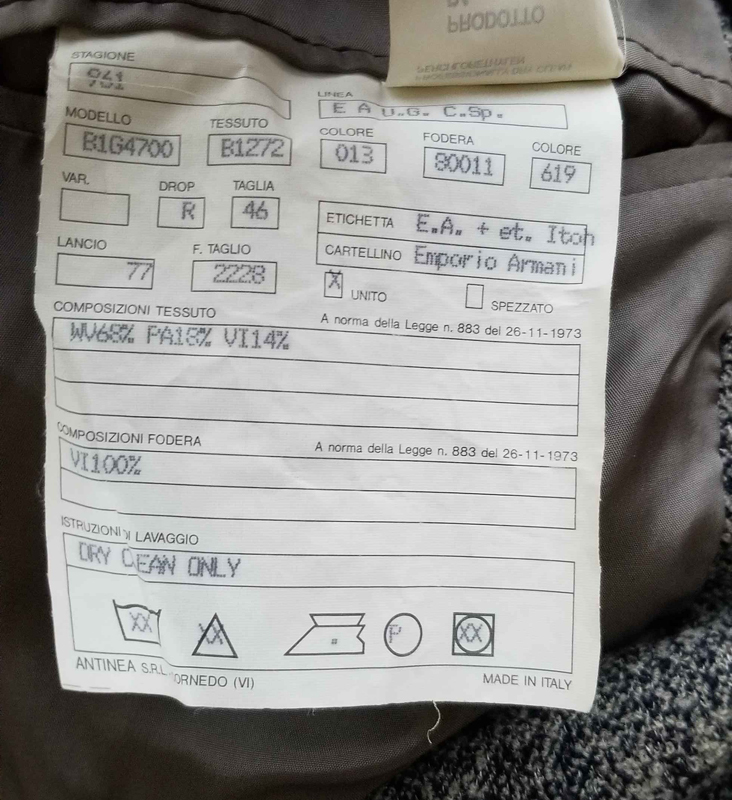 PRODOTTO
STAGIONE
961
LINEA
E A U.G. C.Sp.
MODELLO
B1G4700
TESSUTO
B1272
COLORE
013
FODERA
80011
COLORE
619
VAR.
DROP
R
TAGLIA
46
ETICHETTA E.A. + et. Itoh
CARTELLINO Emporio Armani
LANCIO
77
F. TAGLIO
2228
X UNITO
SPEZZATO
COMPOSIZIONI TESSUTO
A norma della Legge n. 883 del 26-11-1973
WV68% PA18% VI14%
COMPOSIZIONI FODERA
A norma della Legge n. 883 del 26-11-1973
VI100%
ISTRUZIONI DI LAVAGGIO
DRY CLEAN ONLY
XX XX P XX
ANTINEA S.R.L. ORNEDO (VI)
MADE IN ITALY